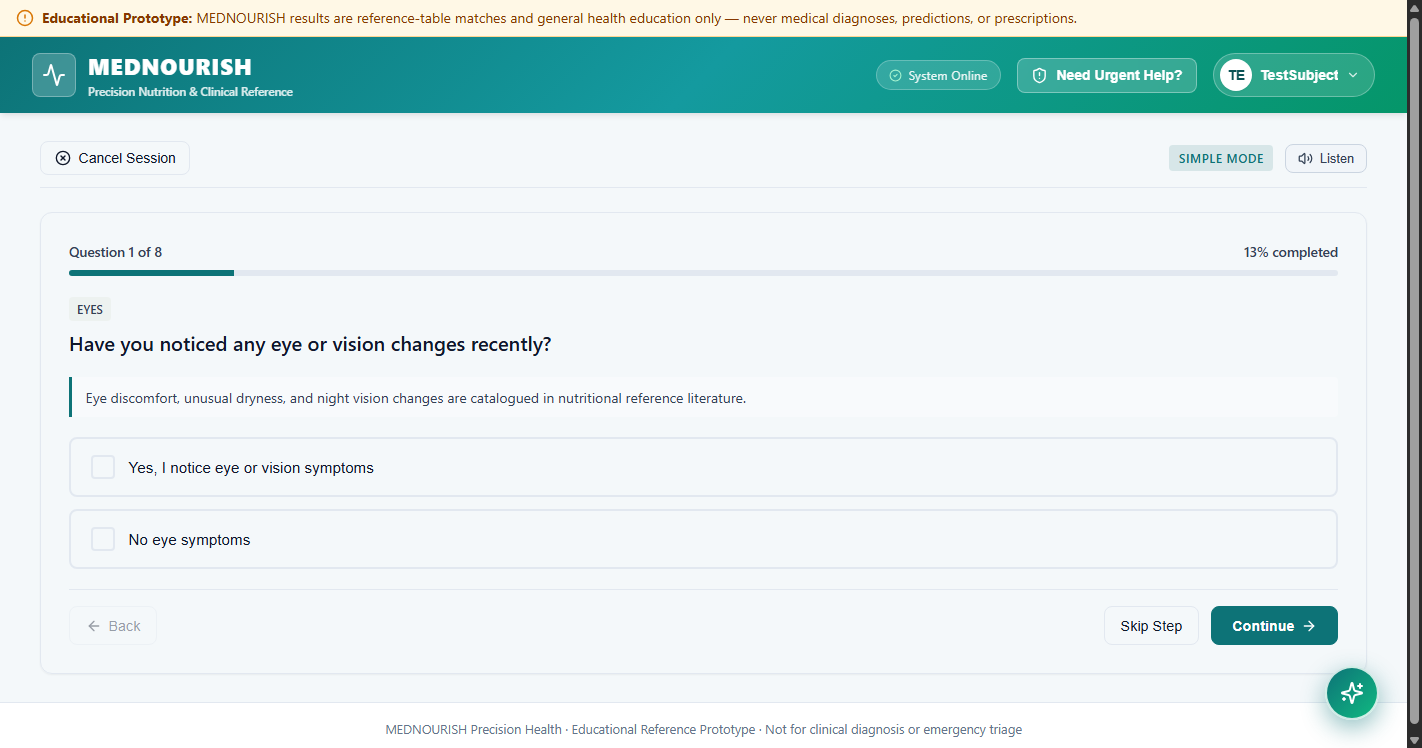 Educational Prototype: MEDNOURISH results are reference-table matches and general health education only — never medical diagnoses, predictions, or prescriptions.
MEDNOURISH
Precision Nutrition & Clinical Reference
System Online
Need Urgent Help?
TE
TestSubject
Cancel Session
SIMPLE MODE
Listen
Question 1 of 8
13% completed
EYES
Have you noticed any eye or vision changes recently?
Eye discomfort, unusual dryness, and night vision changes are catalogued in nutritional reference literature.
Yes, I notice eye or vision symptoms
No eye symptoms
Back
Skip Step
Continue
MEDNOURISH Precision Health · Educational Reference Prototype · Not for clinical diagnosis or emergency triage